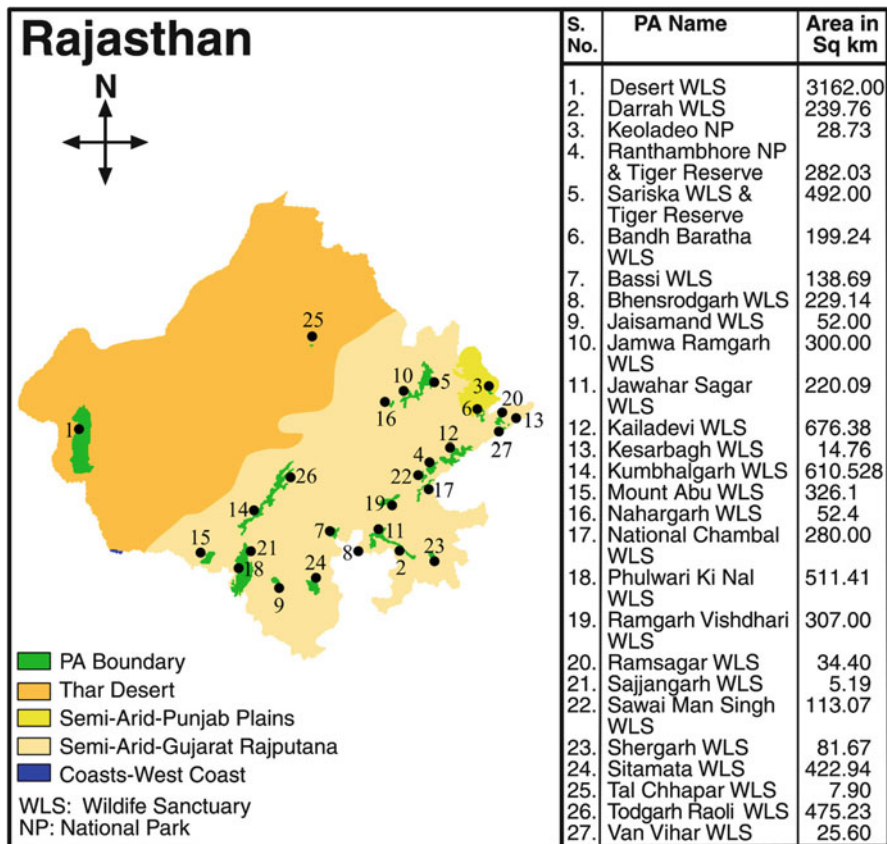 Rajasthan
N
S. No. PA Name Area in Sq km
1. Desert WLS 3162.00
2. Darrah WLS 239.76
3. Keoladeo NP 28.73
4. Ranthambhore NP
& Tiger Reserve 282.03
5. Sariska WLS & 492.00
Tiger Reserve
6. Bandh Baratha 199.24
WLS
7. Bassi WLS 138.69
8. Bhensrodgarh WLS 229.14
9. Jaisamand WLS 52.00
10. Jamwa Ramgarh 300.00
WLS
11. Jawahar Sagar 220.09
WLS
12. Kailadevi WLS 676.38
13. Kesarbagh WLS 14.76
14. Kumbhalgarh WLS 610.528
15. Mount Abu WLS 326.1
16. Nahargarh WLS 52.4
17. National Chambal 280.00
WLS
18. Phulwari Ki Nal 511.41
WLS
19. Ramgarh Vishdhari 307.00
WLS
20. Ramsagar WLS 34.40
21. Sajjangarh WLS 5.19
22. Sawai Man Singh 113.07
WLS
23. Shergarh WLS 81.67
24. Sitamata WLS 422.94
25. Tal Chhapar WLS 7.90
26. Todgarh Raoli WLS 475.23
27. Van Vihar WLS 25.60
25
10
5
3
16
6
20
13
1
12
27
4
22
26
17
14
19
7
11
15
21
8
2
23
18
24
9
PA Boundary
Thar Desert
Semi-Arid-Punjab Plains
Semi-Arid-Gujarat Rajputana
Coasts-West Coast
WLS: Wildlife Sanctuary
NP: National Park